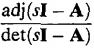 adj(sI − A)
det(sI − A)